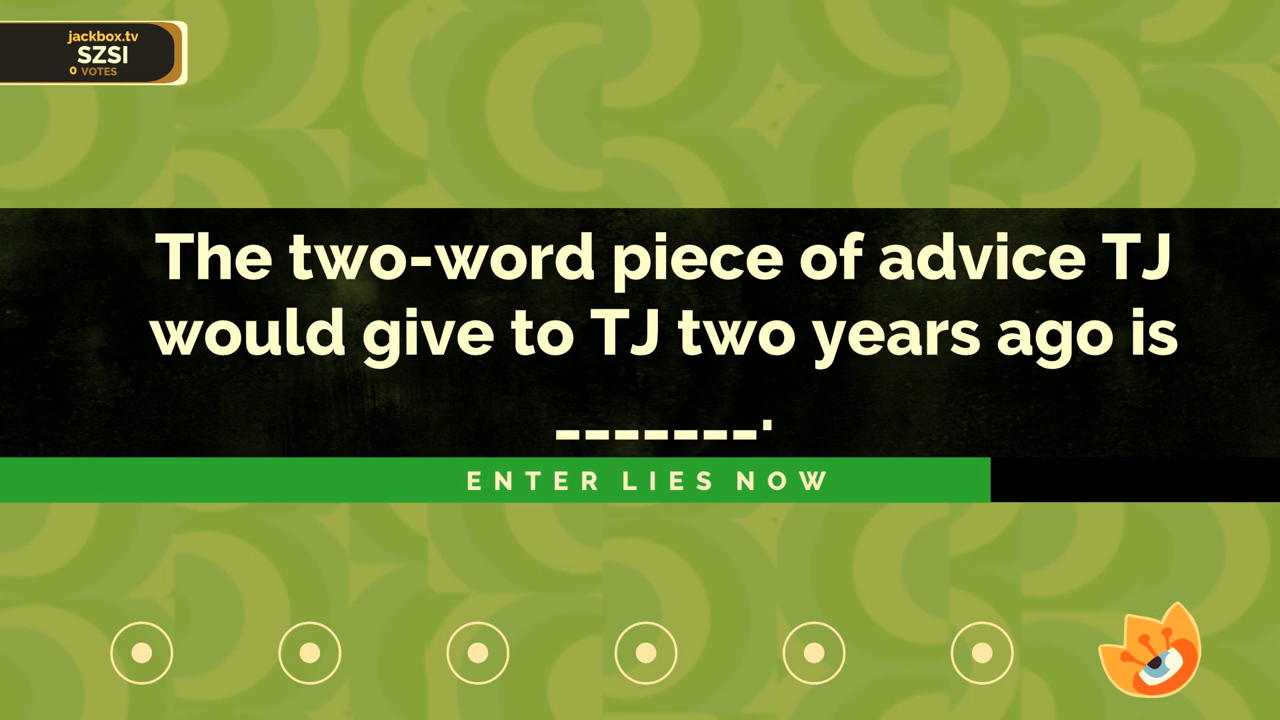 jackbox.tv
SZSI
0 VOTES
The two-word piece of advice TJ
would give to TJ two years ago is
_______.
ENTER LIES NOW